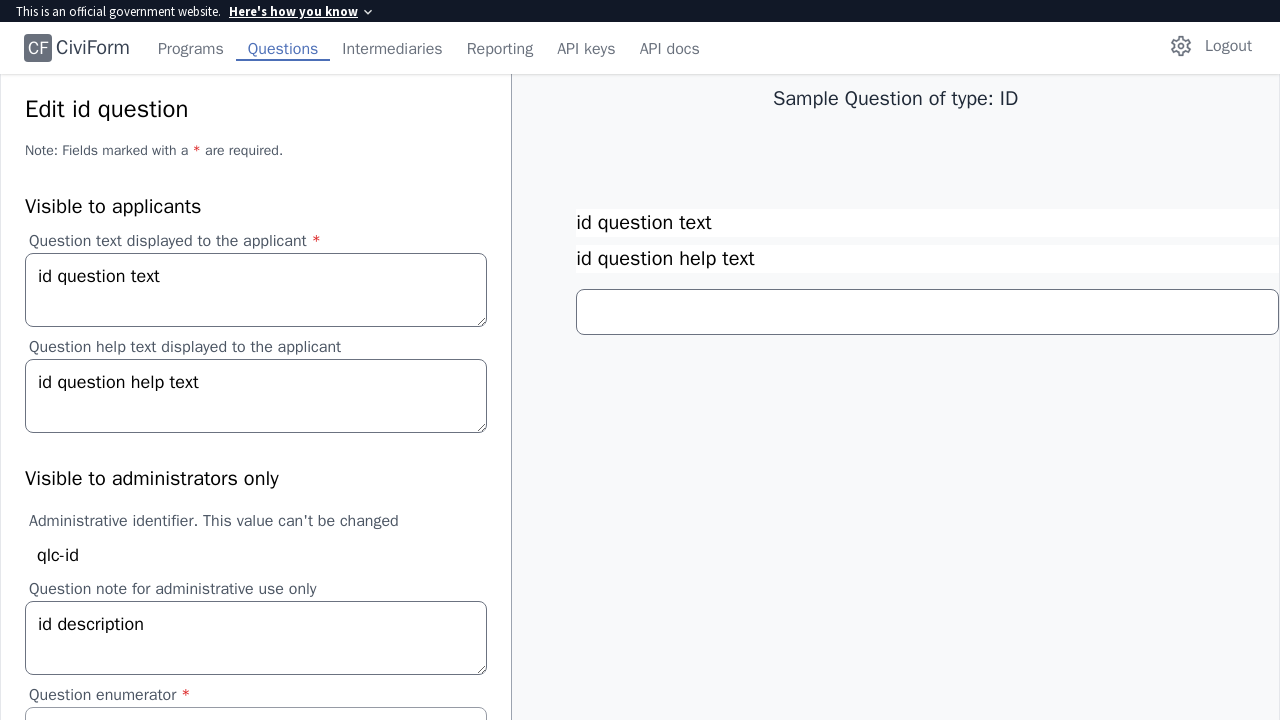 This is an official government website. Here's how you know
CF CiviForm Programs Questions Intermediaries Reporting API keys API docs Logout
Edit id question
Note: Fields marked with a * are required.
Visible to applicants
Question text displayed to the applicant *
id question text
Question help text displayed to the applicant
id question help text
Visible to administrators only
Administrative identifier. This value can't be changed
qlc-id
Question note for administrative use only
id description
Question enumerator *
Sample Question of type: ID
id question text
id question help text